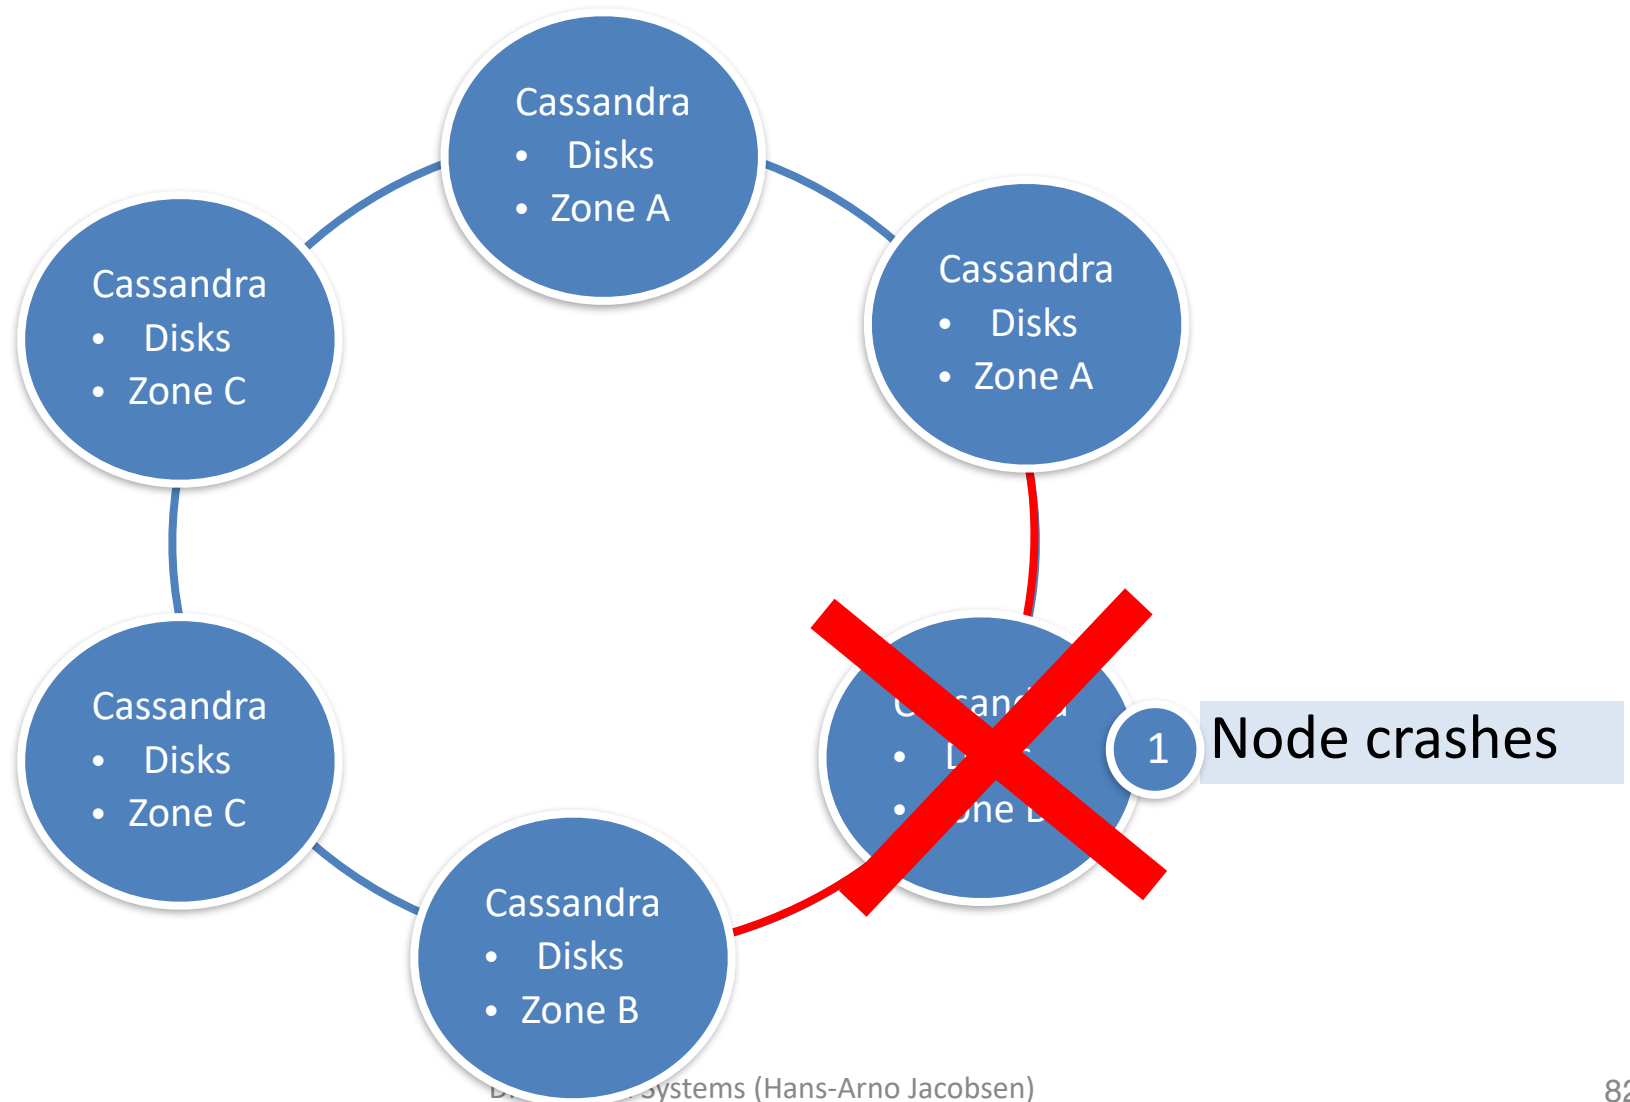 Cassandra
• Disks
• Zone A
Cassandra
• Disks
• Zone A
Cassandra
• Disks
• Zone C
Cassandra
• Disks
• Zone C
Cassandra
• Disks
• Zone B
1
Node crashes
Systems (Hans-Arno Jacobsen)
82